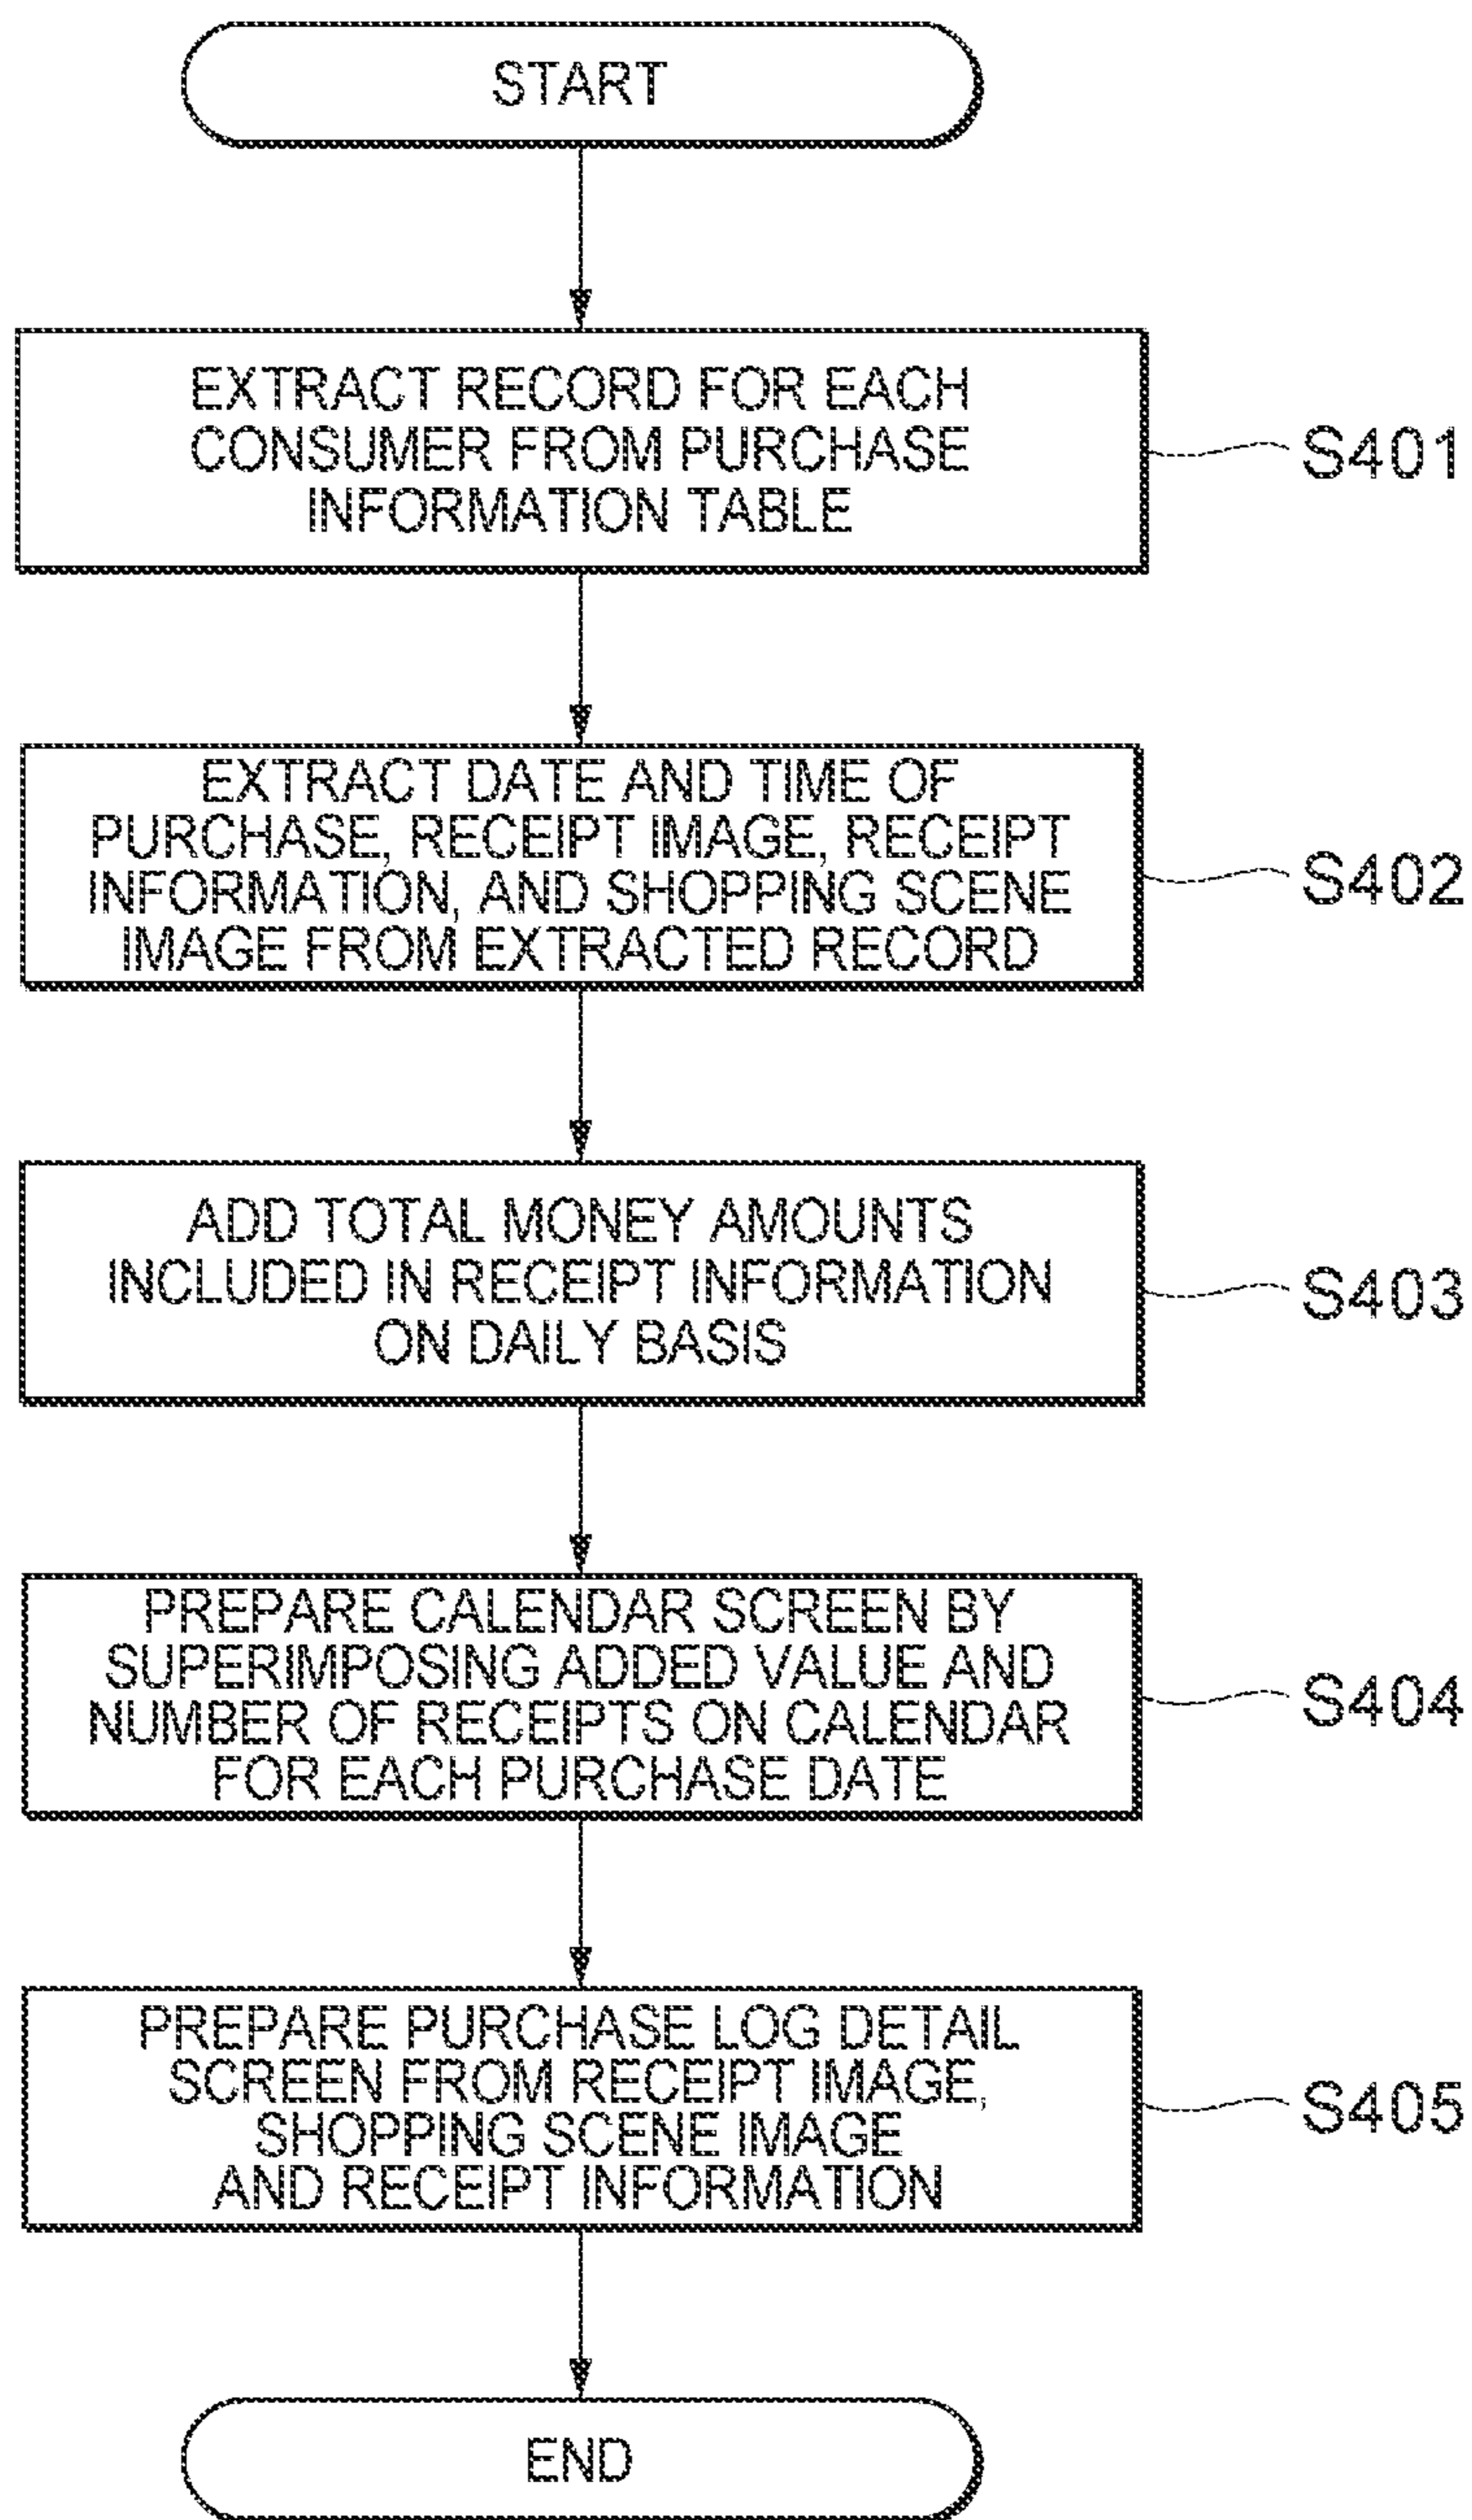 START
EXTRACT RECORD FOR EACH
CONSUMER FROM PURCHASE
INFORMATION TABLE
S401
EXTRACT DATE AND TIME OF
PURCHASE, RECEIPT IMAGE, RECEIPT
INFORMATION, AND SHOPPING SCENE
IMAGE FROM EXTRACTED RECORD
S402
ADD TOTAL MONEY AMOUNTS
INCLUDED IN RECEIPT INFORMATION
ON DAILY BASIS
S403
PREPARE CALENDAR SCREEN BY
SUPERIMPOSING ADDED VALUE AND
NUMBER OF RECEIPTS ON CALENDAR
FOR EACH PURCHASE DATE
S404
PREPARE PURCHASE LOG DETAIL
SCREEN FROM RECEIPT IMAGE,
SHOPPING SCENE IMAGE
AND RECEIPT INFORMATION
S405
END